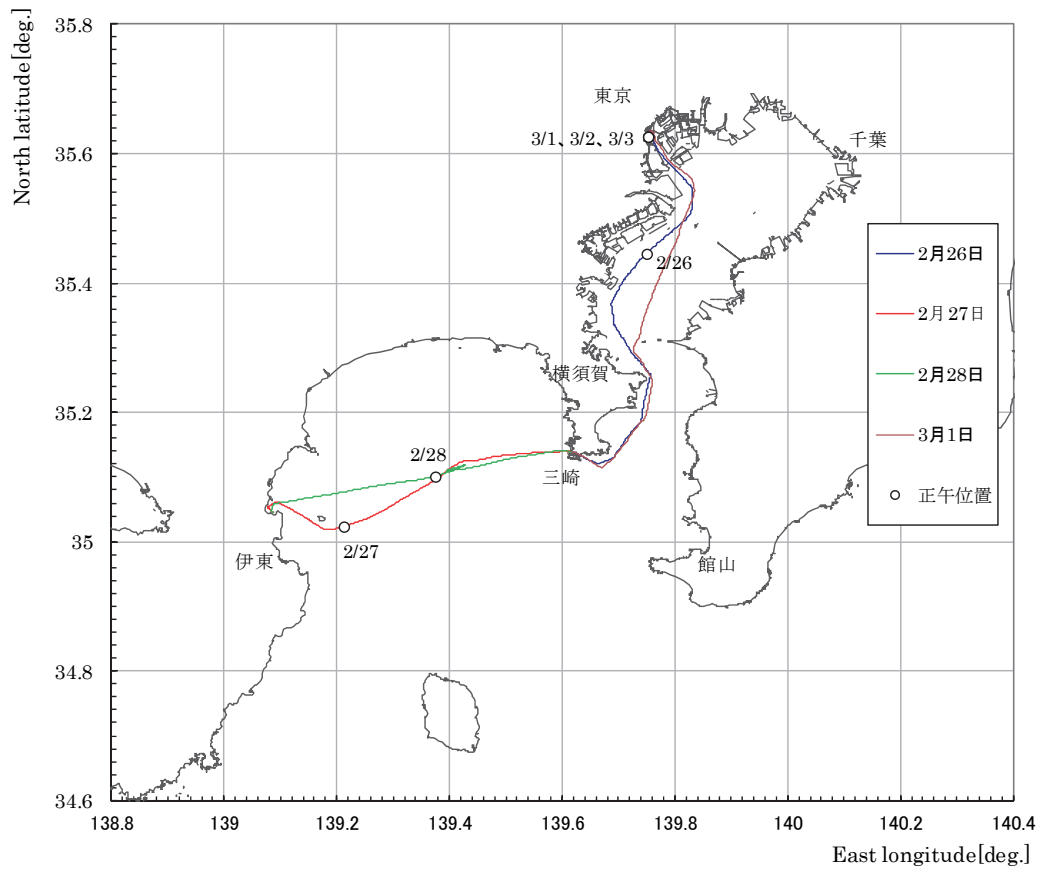 North latitude[deg.]
35.8
35.6
35.4
35.2
35
34.8
34.6
138.8
139
139.2
139.4
139.6
139.8
140
140.2
140.4
East longitude[deg.]
東京
3/1、3/2、3/3
千葉
2/26
横須賀
2/28
三崎
2/27
伊東
館山
2月26日
2月27日
2月28日
3月1日
正午位置